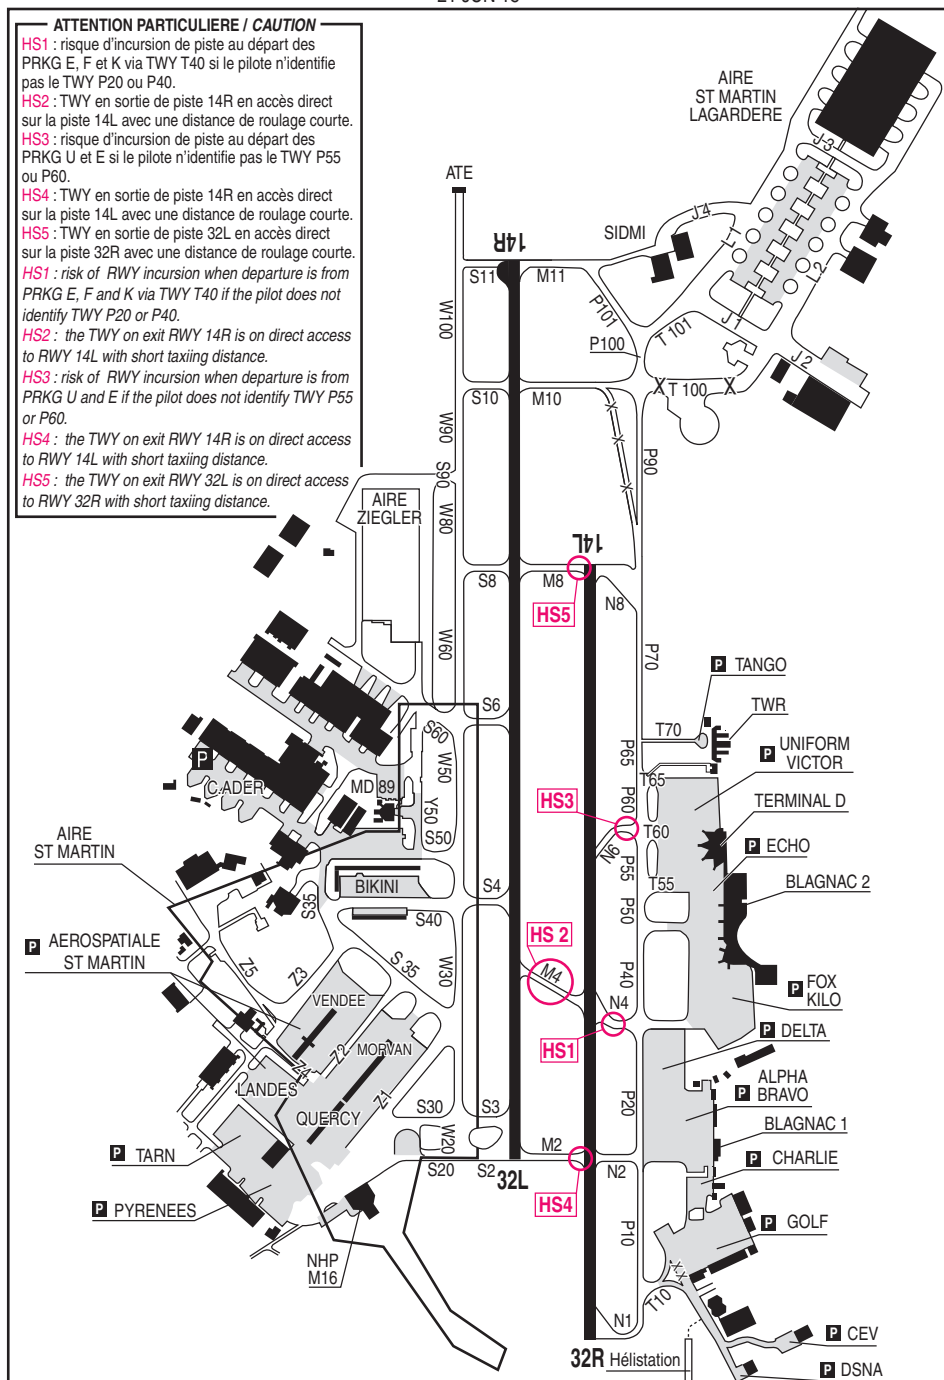 ATTENTION PARTICULIERE / CAUTION
HS1 : risque d'incursion de piste au départ des
PRKG E, F et K via TWY T40 si le pilote n'identifie
pas le TWY P20 ou P40.
HS2 : TWY en sortie de piste 14R en accès direct
sur la piste 14L avec une distance de roulage courte.
HS3 : risque d'incursion de piste au départ des
PRKG U et E si le pilote n'identifie pas le TWY P55
ou P60.
HS4 : TWY en sortie de piste 14R en accès direct
sur la piste 14L avec une distance de roulage courte.
HS5 : TWY en sortie de piste 32L en accès direct
sur la piste 32R avec une distance de roulage courte.
HS1 : risk of RWY incursion when departure is from
PRKG E, F and K via TWY T40 if the pilot does not
identify TWY P20 or P40.
HS2 : the TWY on exit RWY 14R is on direct access
to RWY 14L with short taxiing distance.
HS3 : risk of RWY incursion when departure is from
PRKG U and E if the pilot does not identify TWY P55
or P60.
HS4 : the TWY on exit RWY 14R is on direct access
to RWY 14L with short taxiing distance.
HS5 : the TWY on exit RWY 32L is on direct access
to RWY 32R with short taxiing distance.
AIRE
ST MARTIN
LAGARDERE
J3
ATE
J4
SIDMI
L1
L2
14R
S11
M11
P101
W100
J1
T 101
P100
J2
X T 100 X
S10
M10
X
X
X
W90
P90
S90
AIRE
ZIEGLER
W80
14L
S8
M8
N8
HS5
W60
P70
P TANGO
S6
TWR
S60
T70
P65
P UNIFORM
VICTOR
P
C.ADER
MD 89
W50
T65
P60
Y50
HS3
TERMINAL D
AIRE
ST MARTIN
S50
T60
N6
P ECHO
P55
BIKINI
S4
T55
BLAGNAC 2
S35
S40
P50
HS 2
P AEROSPATIALE
ST MARTIN
S 35
Z5
Z3
W30
M4
P40
P FOX
KILO
VENDEE
N4
P DELTA
Z2
MORVAN
HS1
Z4
LANDES
ALPHA
P BRAVO
Z1
QUERCY
S30
S3
P20
BLAGNAC 1
W20
M2
P TARN
S20
S2
32L
N2
P CHARLIE
P PYRENEES
HS4
P GOLF
P10
NHP
M16
X X
T10
N1
P CEV
32R
Hélistation
P DSNA